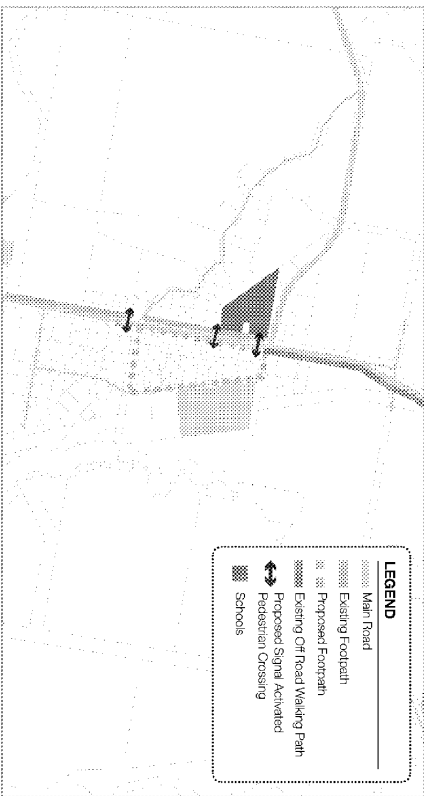 LEGEND
Main Road
Existing Footpath
Proposed Footpath
Existing Off Road Walking Path
Proposed Signal Activated
Pedestrian Crossing
Schools